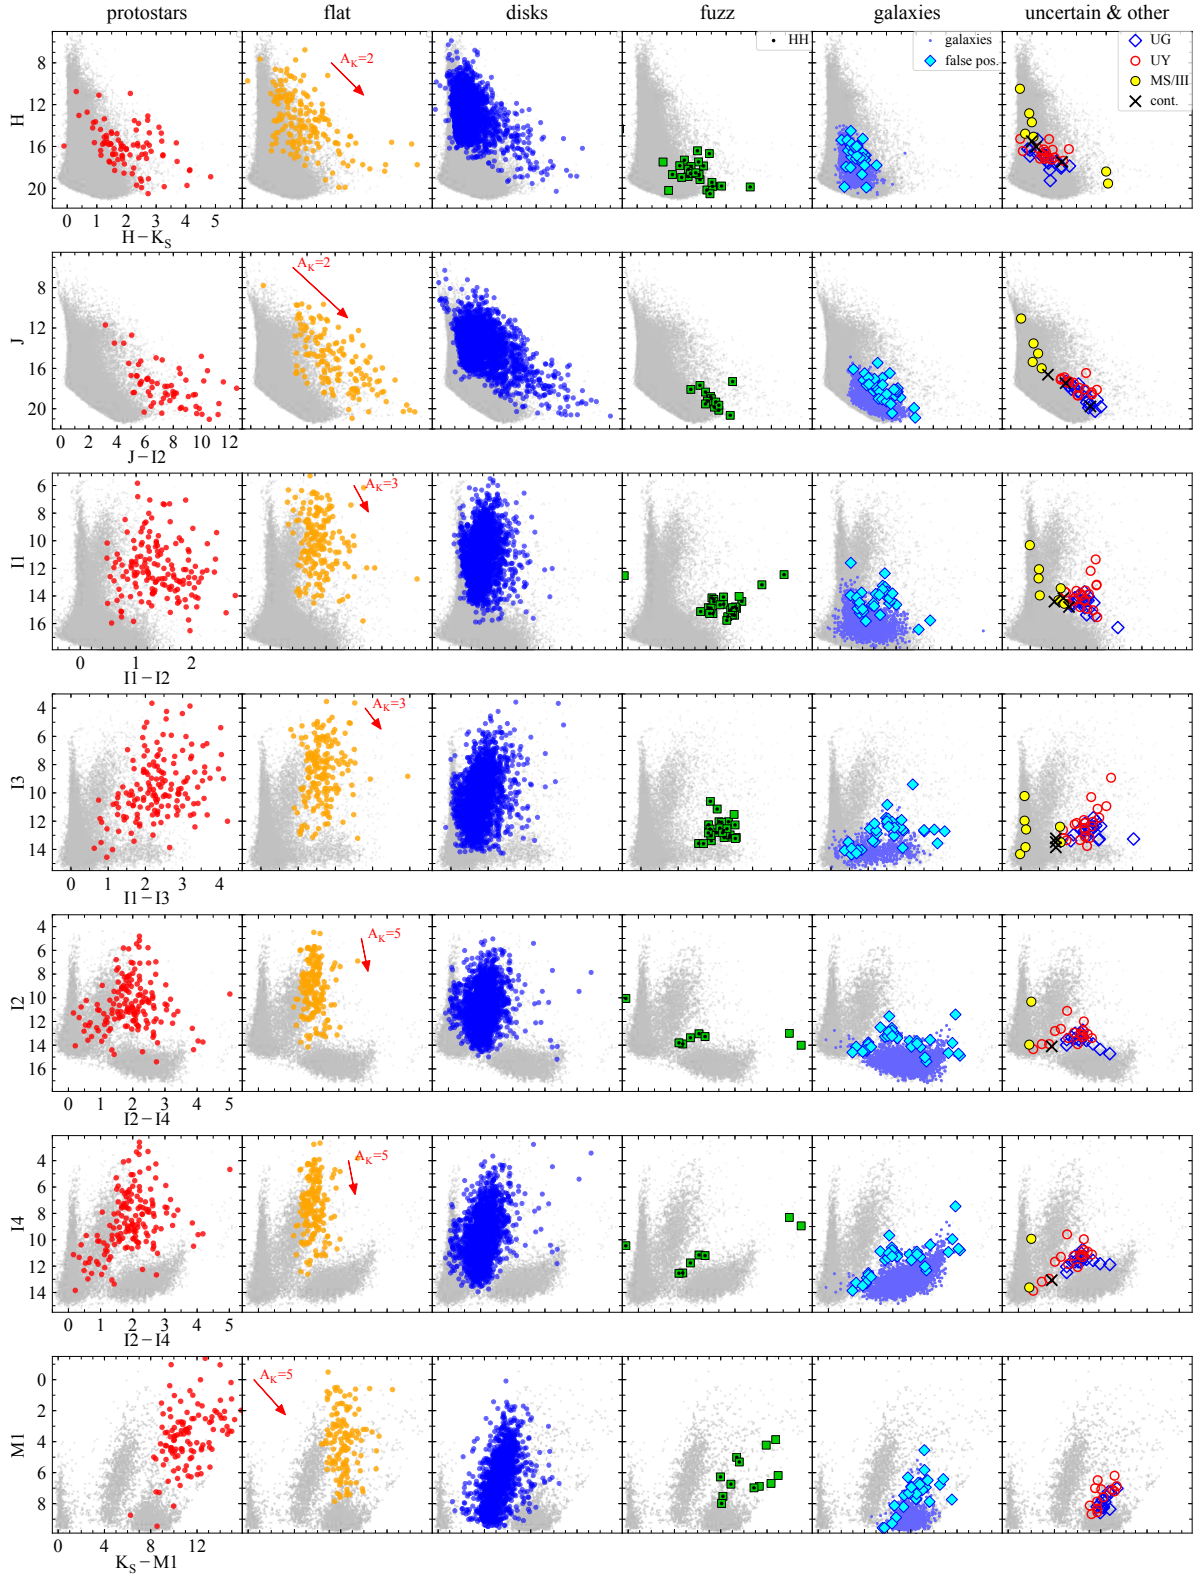 protostars flat disks fuzz galaxies uncertain & other
HH
galaxies
false pos.
UG
UY
MS/III
cont.
A_K=2
H
8
12
16
20
0 1 2 3 4 5
H−K_S
A_K=2
J
8
12
16
20
0 2 4 6 8 10 12
J−I2
A_K=3
I1
6
8
10
12
14
16
0 1 2
I1−I2
A_K=3
I3
4
6
8
10
12
14
0 1 2 3 4
I1−I3
A_K=5
I2
4
6
8
10
12
14
16
0 1 2 3 4 5
I2−I4
A_K=5
I4
4
6
8
10
12
14
0 1 2 3 4 5
I2−I4
A_K=5
M1
0
2
4
6
8
0 4 8 12
K_S−M1